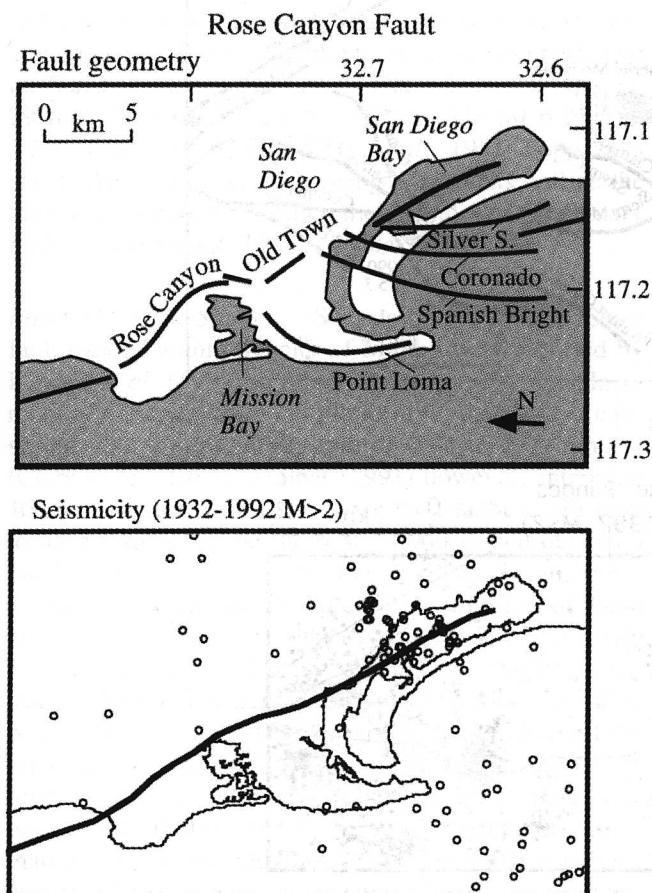 Rose Canyon Fault
Fault geometry
32.7
32.6
0
5
km
San Diego
Bay
117.1
San
Diego
Silver S.
Old Town
Coronado
Rose Canyon
117.2
Spanish Bright
Point Loma
Mission
Bay
N
117.3
Seismicity (1932-1992 M>2)